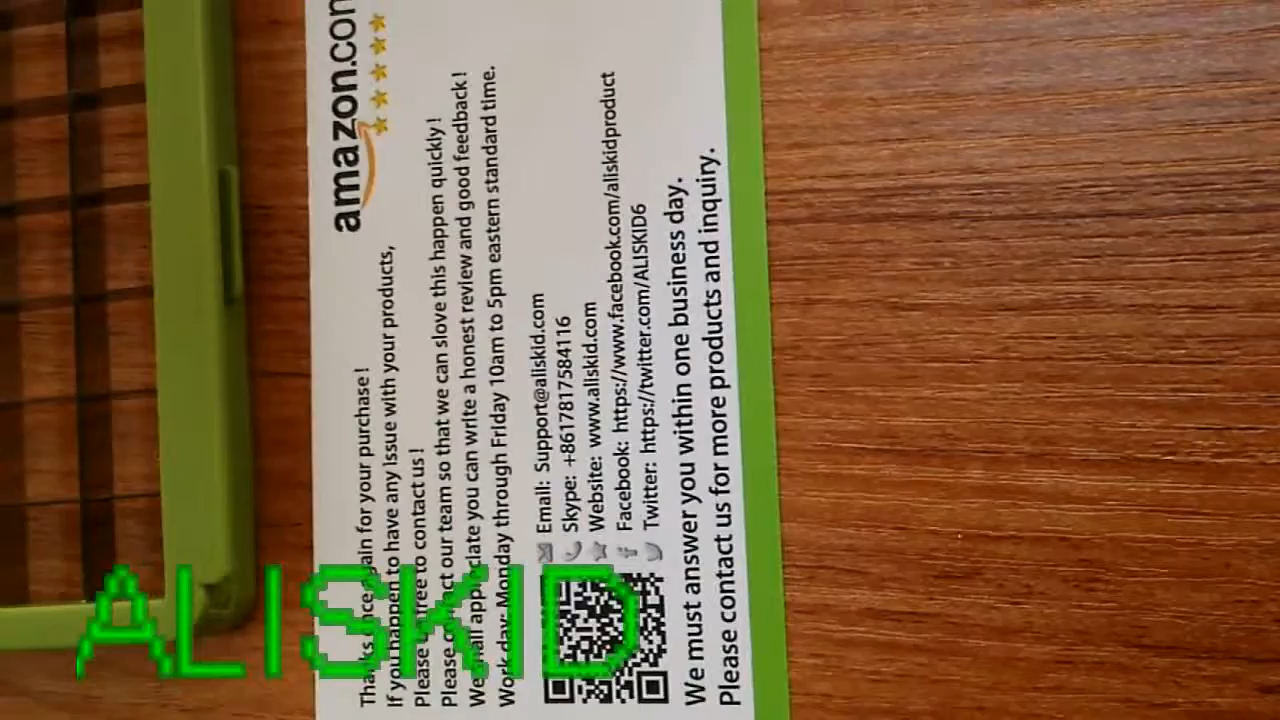 amazon.com
Thanks once again for your purchase!
If you happen to have any issue with your products,
Please free to contact us!
Please contact our team so that we can slove this happen quickly!
We shall appreciate you can write a honest review and good feedback!
Work day: Monday through Friday 10am to 5pm eastern standard time.
Email: Support@aliskid.com
Skype: +8617817584116
Website: www.aliskid.com
Facebook: https://www.facebook.com/aliskidproduct
Twitter: https://twitter.com/ALISKID6
We must answer you within one business day.
Please contact us for more products and inquiry.
ALISKID